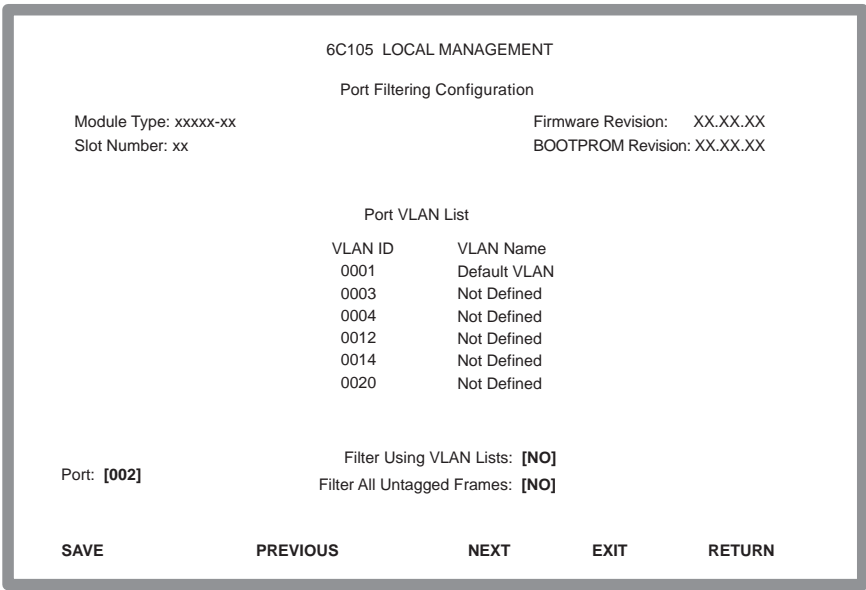 6C105 LOCAL MANAGEMENT
Port Filtering Configuration
Module Type: xxxxx-xx Firmware Revision: XX.XX.XX
Slot Number: xx BOOTPROM Revision: XX.XX.XX
Port VLAN List
VLAN ID VLAN Name
0001 Default VLAN
0003 Not Defined
0004 Not Defined
0012 Not Defined
0014 Not Defined
0020 Not Defined
Filter Using VLAN Lists: [NO]
Port: [002]
Filter All Untagged Frames: [NO]
SAVE PREVIOUS NEXT EXIT RETURN